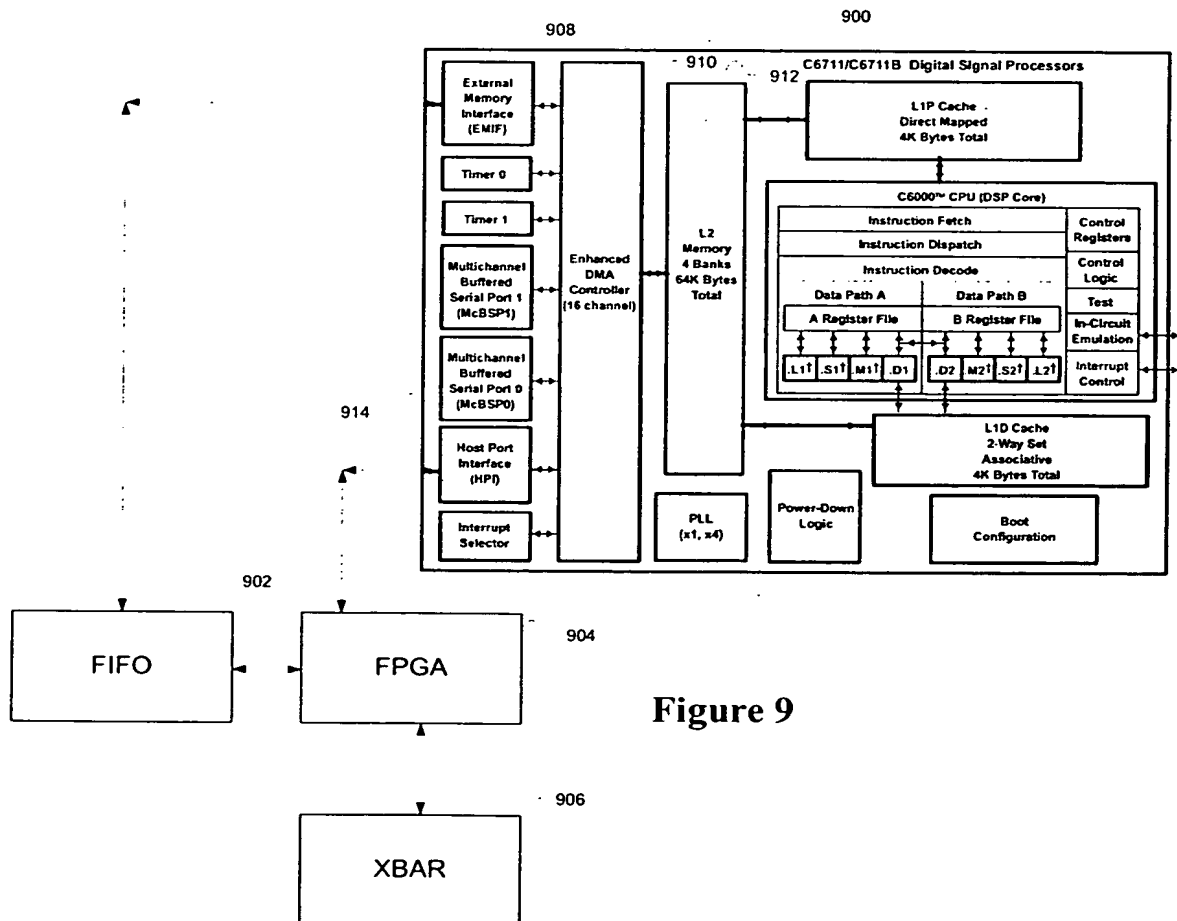 900
908
910
912
C6711/C6711B Digital Signal Processors
External
Memory
Interface
(EMIF)
Timer 0
Timer 1
Multichannel
Buffered
Serial Port 1
(McBSP1)
Multichannel
Buffered
Serial Port 0
(McBSP0)
914
Host Port
Interface
(HPI)
Interrupt
Selector
Enhanced
DMA
Controller
(16 channel)
L2
Memory
4 Banks
64K Bytes
Total
L1P Cache
Direct Mapped
4K Bytes Total
C6000™ CPU (DSP Core)
Instruction Fetch
Instruction Dispatch
Instruction Decode
Data Path A
Data Path B
A Register File
B Register File
.L1† .S1† .M1† .D1
.D2 .M2† .S2† .L2†
Control
Registers
Control
Logic
Test
In-Circuit
Emulation
Interrupt
Control
L1D Cache
2-Way Set
Associative
4K Bytes Total
PLL
(x1, x4)
Power-Down
Logic
Boot
Configuration
902
FIFO
904
FPGA
Figure 9
906
XBAR